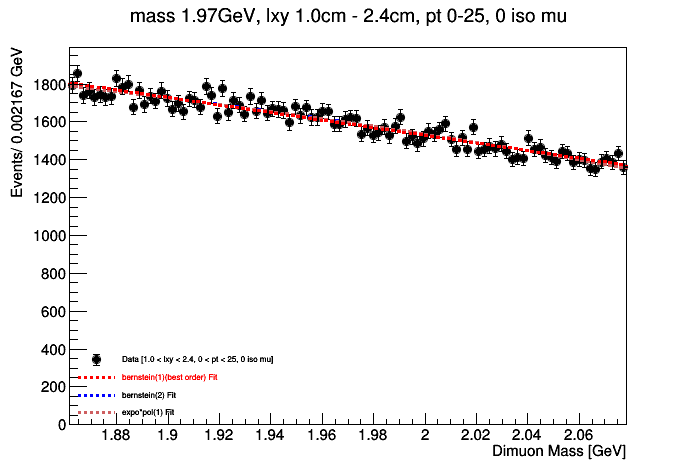 mass 1.97GeV, lxy 1.0cm - 2.4cm, pt 0-25, 0 iso mu
Events/ 0.002167 GeV
1800
1600
1400
1200
1000
800
600
400
200
0
Data [1.0 < lxy < 2.4, 0 < pt < 25, 0 iso mu]
bernstein(1)(best order) Fit
bernstein(2) Fit
expo*pol(1) Fit
1.88 1.9 1.92 1.94 1.96 1.98 2 2.02 2.04 2.06
Dimuon Mass [GeV]